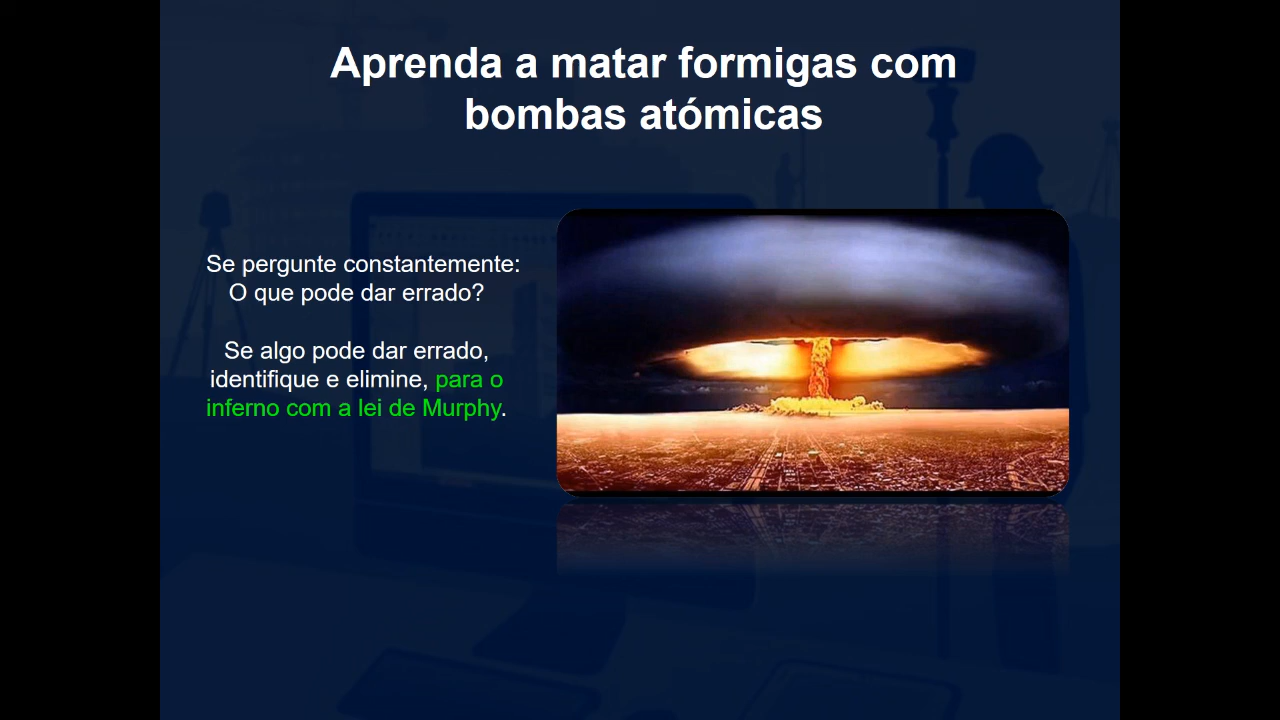 Aprenda a matar formigas com
bombas atómicas
Se pergunte constantemente:
O que pode dar errado?
Se algo pode dar errado,
identifique e elimine, para o
inferno com a lei de Murphy.